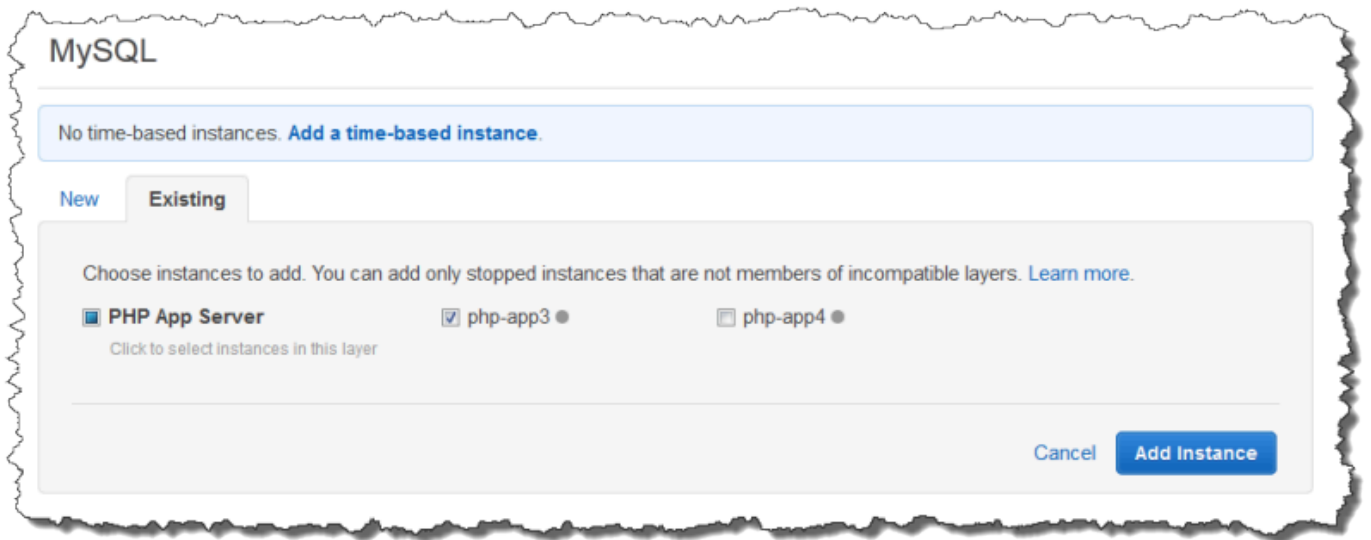 MySQL
No time-based instances. Add a time-based instance.
New Existing
Choose instances to add. You can add only stopped instances that are not members of incompatible layers. Learn more.
PHP App Server php-app3 php-app4
Click to select instances in this layer
Cancel Add Instance